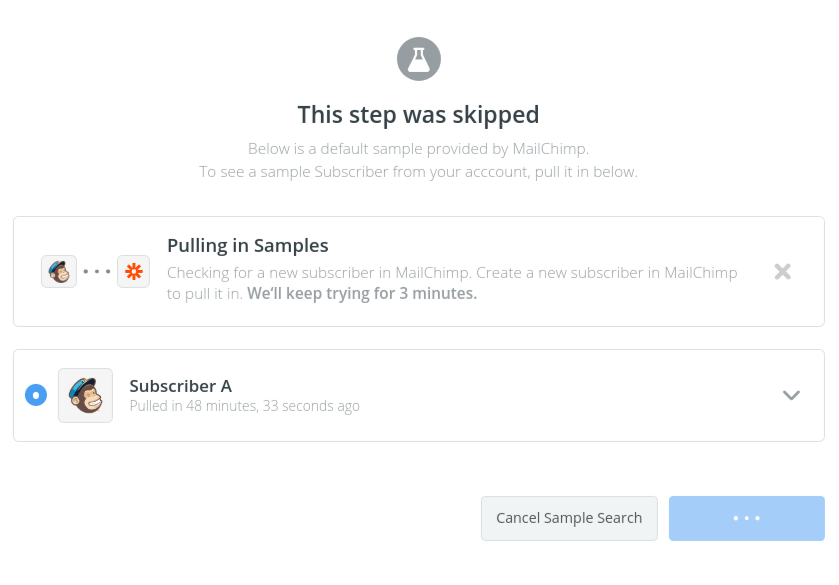 This step was skipped
Below is a default sample provided by MailChimp.
To see a sample Subscriber from your acccount, pull it in below.
Pulling in Samples
Checking for a new subscriber in MailChimp. Create a new subscriber in MailChimp
to pull it in. We'll keep trying for 3 minutes.
Subscriber A
Pulled in 48 minutes, 33 seconds ago
Cancel Sample Search